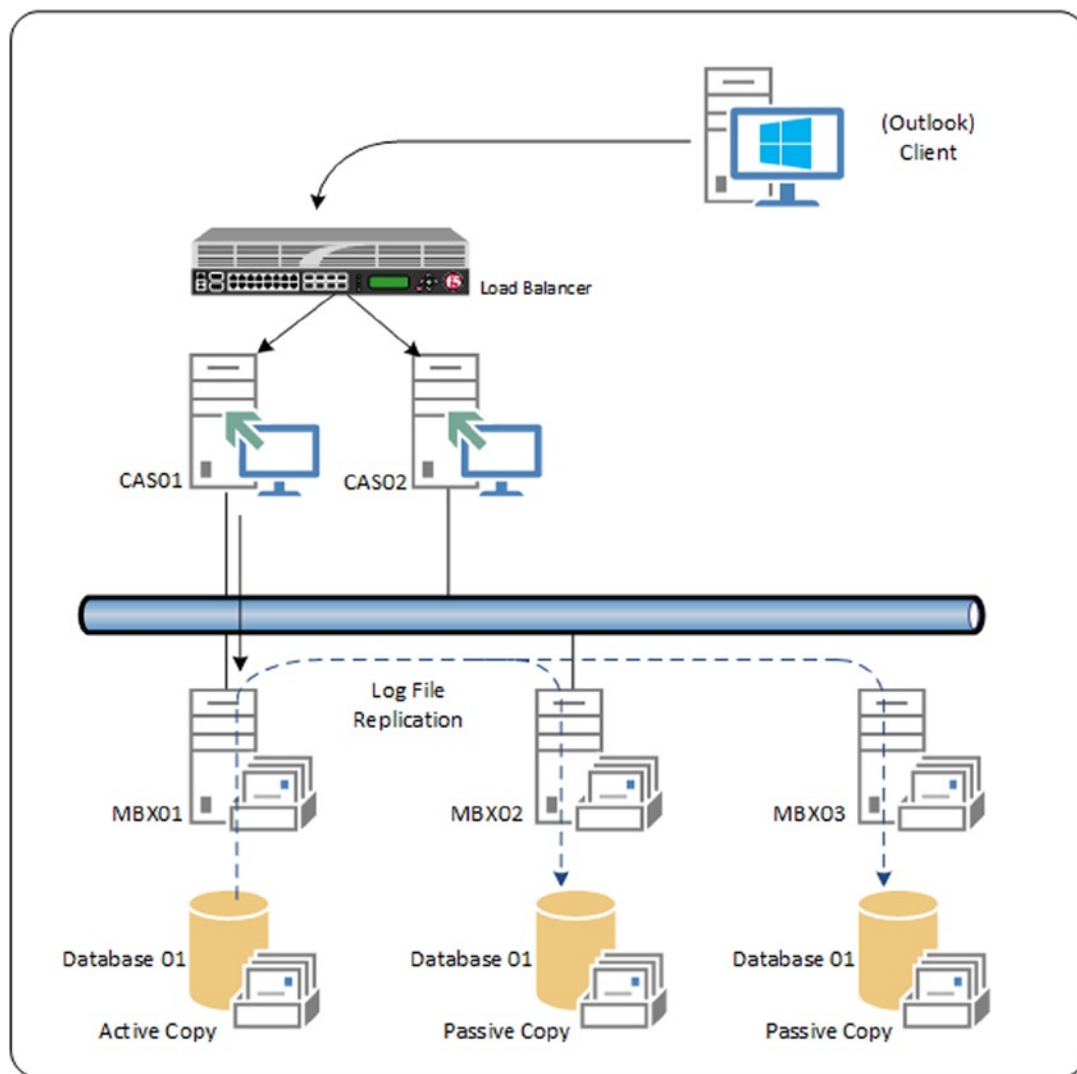 (Outlook)
Client
f5
Load Balancer
CAS01
CAS02
Log File
Replication
MBX01
MBX02
MBX03
Database 01
Database 01
Database 01
Active Copy
Passive Copy
Passive Copy